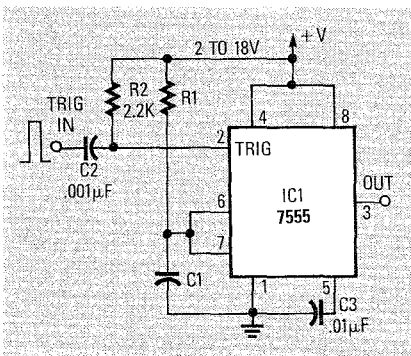 +V
2 TO 18V
R2
2.2K
R1
TRIG
IN
C2
.001µF
4
8
2
TRIG
6
7
IC1
7555
OUT
3
C1
1
5
C3
.01µF